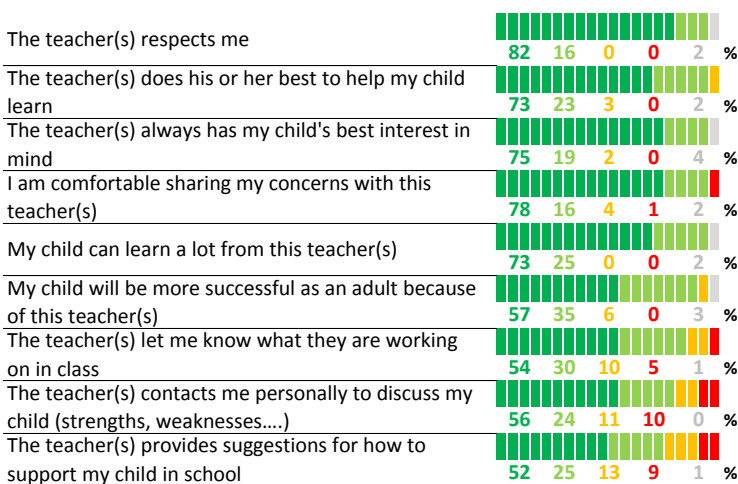 The teacher(s) respects me
82 16 0 0 2 %
The teacher(s) does his or her best to help my child
learn
73 23 3 0 2 %
The teacher(s) always has my child's best interest in
mind
75 19 2 0 4 %
I am comfortable sharing my concerns with this
teacher(s)
78 16 4 1 2 %
My child can learn a lot from this teacher(s)
73 25 0 0 2 %
My child will be more successful as an adult because
of this teacher(s)
57 35 6 0 3 %
The teacher(s) let me know what they are working
on in class
54 30 10 5 1 %
The teacher(s) contacts me personally to discuss my
child (strengths, weaknesses....)
56 24 11 10 0 %
The teacher(s) provides suggestions for how to
support my child in school
52 25 13 9 1 %